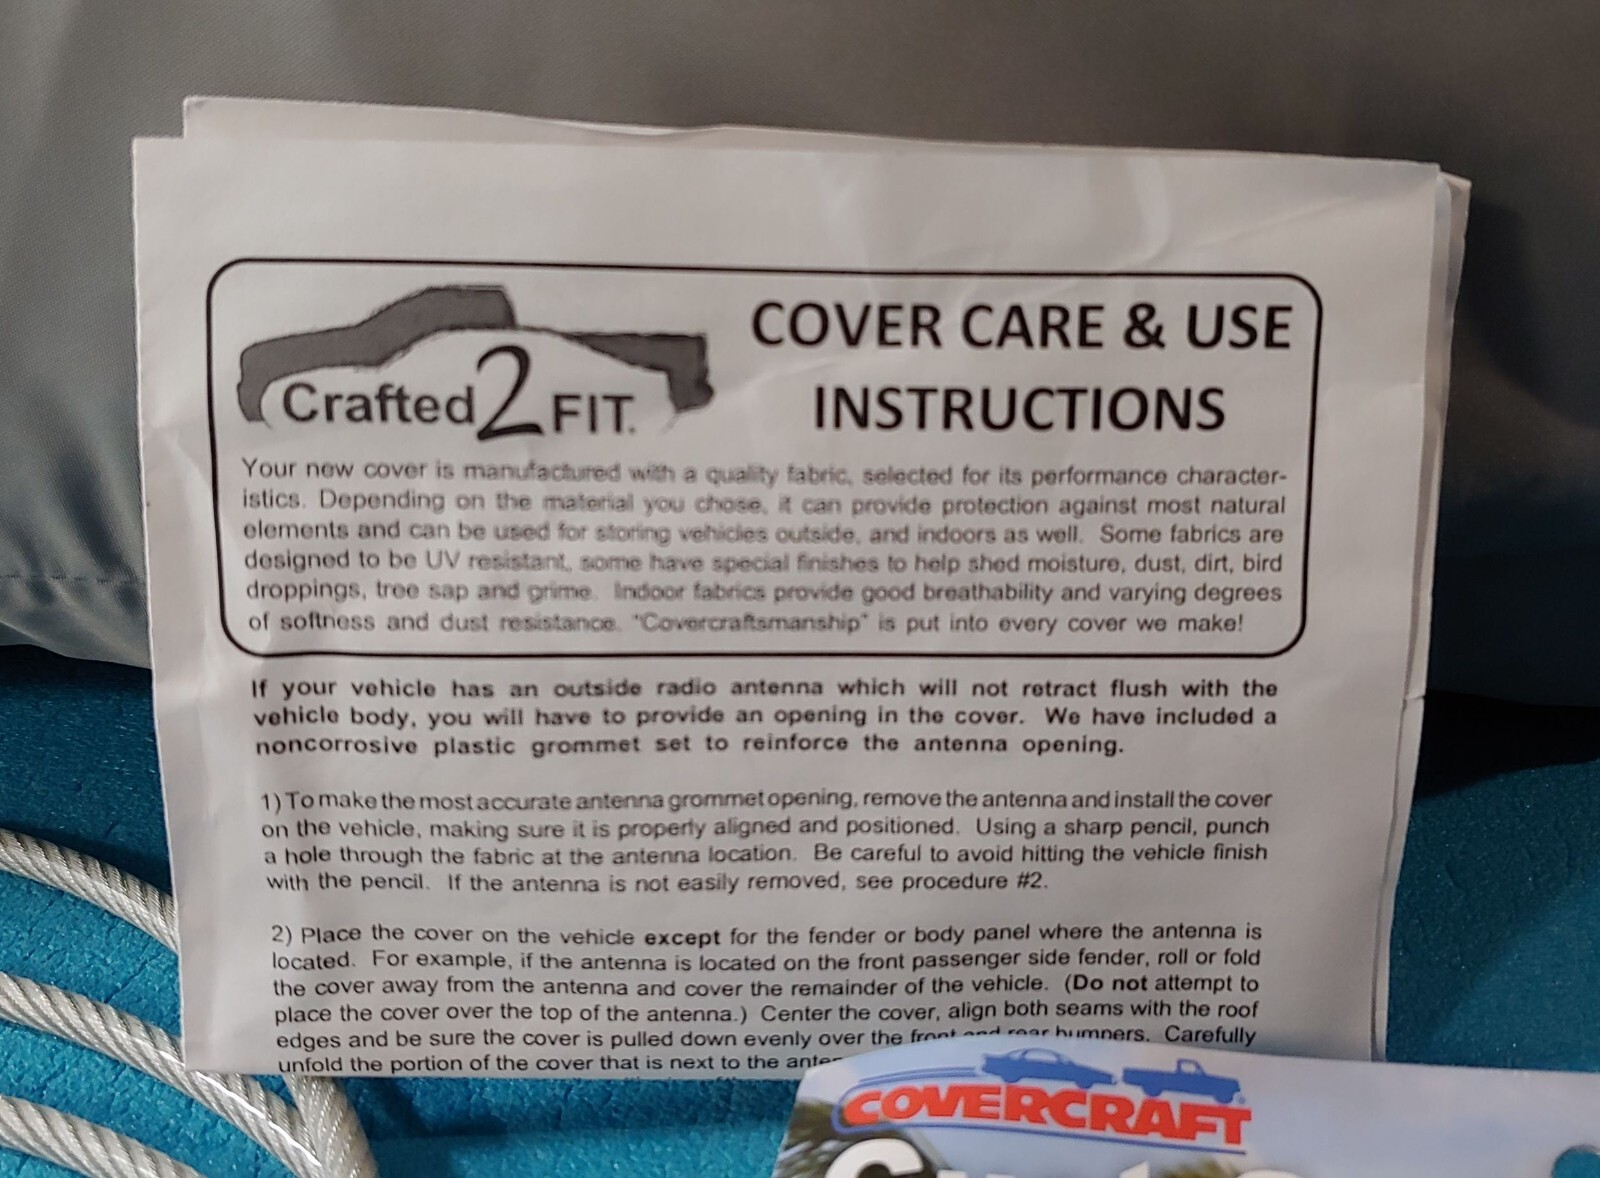 Crafted 2 FIT.
COVER CARE & USE
INSTRUCTIONS
Your new cover is manufactured with a quality fabric, selected for its performance character-
istics. Depending on the material you chose, it can provide protection against most natural
elements and can be used for storing vehicles outside, and indoors as well. Some fabrics are
designed to be UV resistant, some have special finishes to help shed moisture, dust, dirt, bird
droppings, tree sap and grime. Indoor fabrics provide good breathability and varying degrees
of softness and dust resistance. "Covercraftsmanship" is put into every cover we make!
If your vehicle has an outside radio antenna which will not retract flush with the
vehicle body, you will have to provide an opening in the cover. We have included a
noncorrosive plastic grommet set to reinforce the antenna opening.
1) To make the most accurate antenna grommet opening, remove the antenna and install the cover
on the vehicle, making sure it is properly aligned and positioned. Using a sharp pencil, punch
a hole through the fabric at the antenna location. Be careful to avoid hitting the vehicle finish
with the pencil. If the antenna is not easily removed, see procedure #2.
2) Place the cover on the vehicle except for the fender or body panel where the antenna is
located. For example, if the antenna is located on the front passenger side fender, roll or fold
the cover away from the antenna and cover the remainder of the vehicle. (Do not attempt to
place the cover over the top of the antenna.) Center the cover, align both seams with the roof
edges and be sure the cover is pulled down evenly over the front and rear bumpers. Carefully
unfold the portion of the cover that is next to the
COVERCRAFT